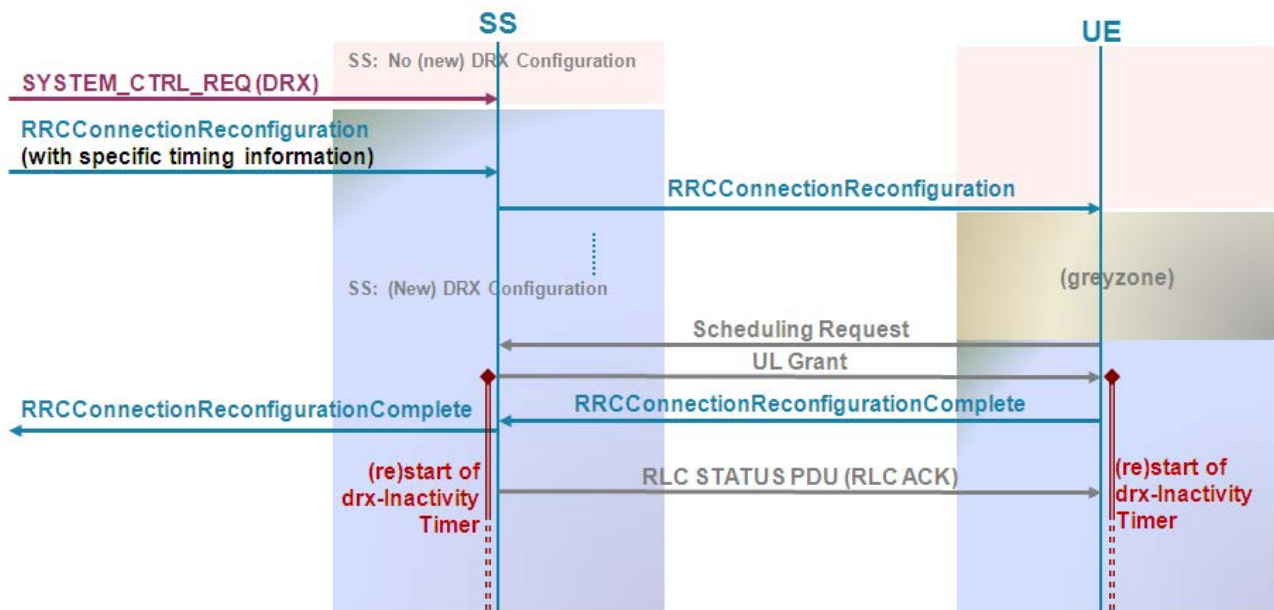 SS
UE
SS: No (new) DRX Configuration
SYSTEM_CTRL_REQ (DRX)
RRCConnectionReconfiguration
(with specific timing information)
RRCConnectionReconfiguration
(greyzone)
SS: (New) DRX Configuration
Scheduling Request
UL Grant
RRCConnectionReconfigurationComplete
RRCConnectionReconfigurationComplete
(re)start of
drx-Inactivity
Timer
RLC STATUS PDU (RLC ACK)
(re)start of
drx-Inactivity
Timer